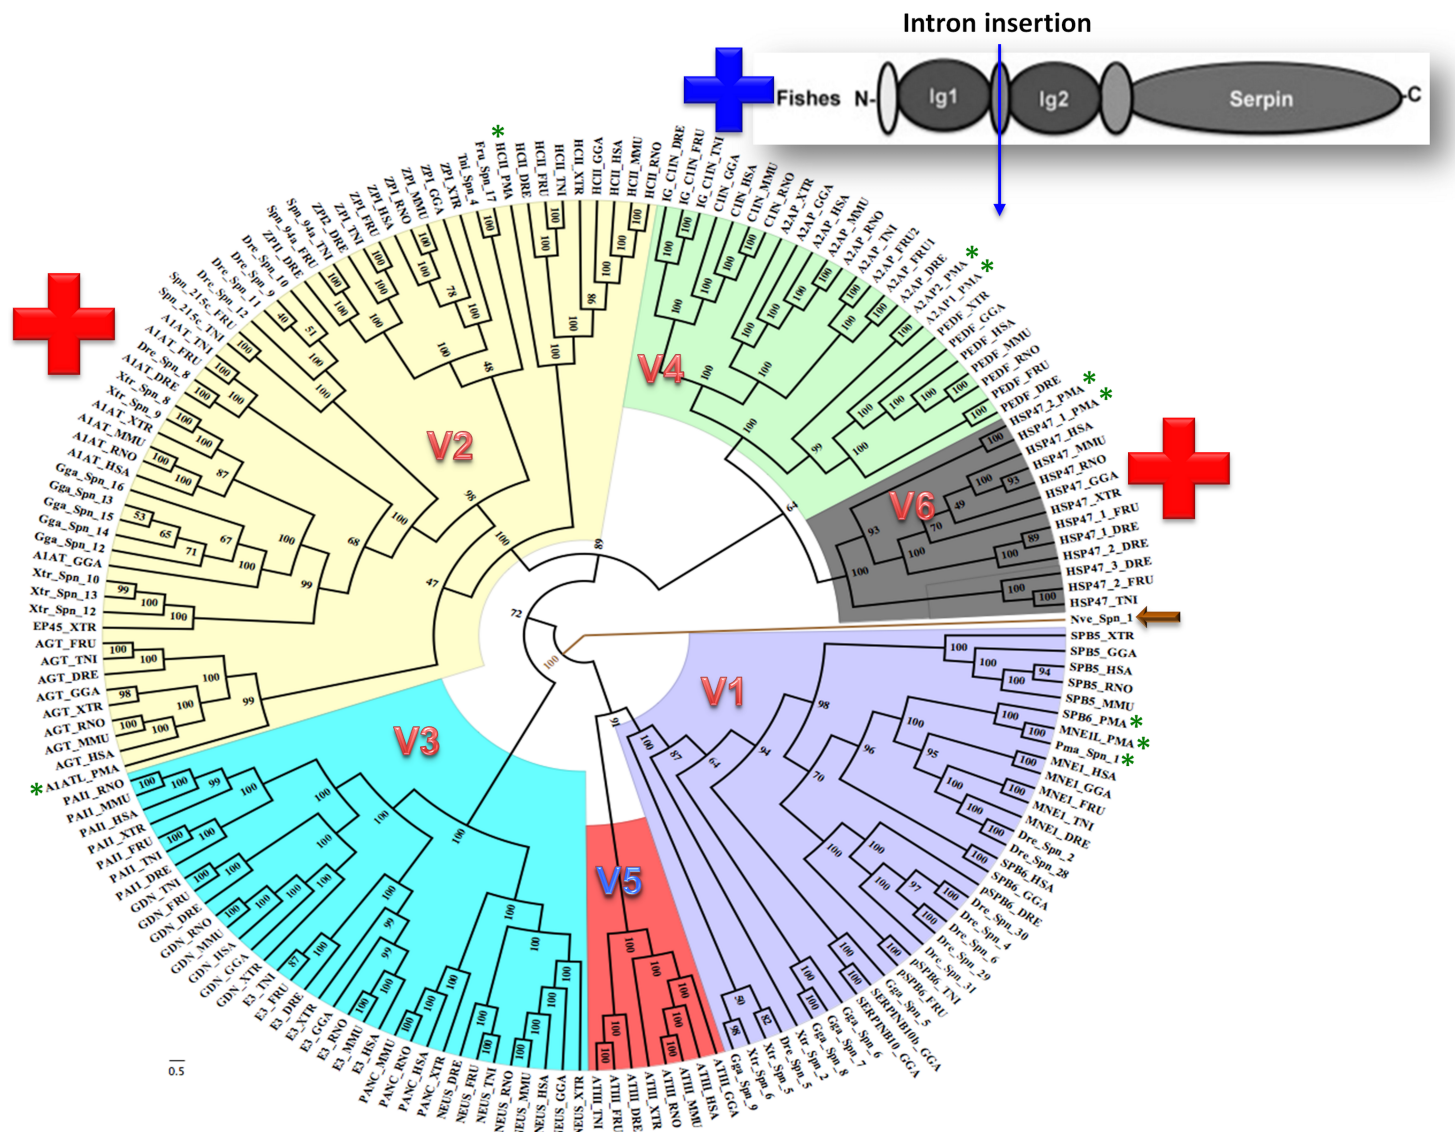 Intron insertion
Fishes N- Ig1 Ig2 Serpin -C
V1
V2
V3
V4
V5
V6
0.5
IG_C1IN_DRE
IG_C1IN_FRU
IG_C1IN_TNI
C1IN_GGA
C1IN_HSA
C1IN_MMU
C1IN_RNO
A2AP_XTR
A2AP_GGA
A2AP_HSA
A2AP_MMU
A2AP_RNO
A2AP_TNI
A2AP_FRU2
A2AP_FRU1
A2AP_DRE
A2AP2_PMA *
A2AP1_PMA *
PEDF_XTR
PEDF_GGA
PEDF_HSA
PEDF_MMU
PEDF_RNO
PEDF_FRU
PEDF_DRE
HSP47_2_PMA *
HSP47_1_PMA *
HSP47_HSA
HSP47_MMU
HSP47_RNO
HSP47_GGA
HSP47_XTR
HSP47_1_FRU
HSP47_1_DRE
HSP47_2_DRE
HSP47_3_DRE
HSP47_2_FRU
HSP47_TNI
Nve_Spn_1
SPB5_XTR
SPB5_GGA
SPB5_HSA
SPB5_RNO
SPB5_MMU
SPB6_PMA *
MNE1L_PMA *
Pma_Spn_1 *
MNE1_HSA
MNE1_GGA
MNE1_FRU
MNE1_TNI
MNE1_DRE
Dre_Spn_2
Dre_Spn_28
SPB6_HSA
SPB6_GGA
pSPB6_DRE
Dre_Spn_30
Dre_Spn_4
Dre_Spn_6
Dre_Spn_29
Dre_Spn_31
pSPB6_TNI
pSPB6_FRU
Gga_Spn_5
SERPINB10b_GGA
SERPINB10_GGA
Gga_Spn_6
Gga_Spn_7
Gga_Spn_8
Xtr_Spn_2
Dre_Spn_5
Xtr_Spn_5
Xtr_Spn_6
Gga_Spn_9
ATIII_GGA
ATIII_HSA
ATIII_MMU
ATIII_RNO
ATIII_XTR
ATIII_DRE
ATIII_FRU
ATIII_TNI
NEUS_XTR
NEUS_GGA
NEUS_HSA
NEUS_MMU
NEUS_RNO
NEUS_TNI
NEUS_FRU
NEUS_DRE
PANC_XTR
PANC_HSA
PANC_RNO
PANC_MMU
E3_HSA
E3_MMU
E3_RNO
E3_GGA
E3_XTR
E3_DRE
E3_FRU
E3_TNI
GDN_XTR
GDN_GGA
GDN_HSA
GDN_MMU
GDN_RNO
GDN_DRE
GDN_FRU
GDN_TNI
PAI1_DRE
PAI1_TNI
PAI1_FRU
PAI1_XTR
PAI1_HSA
PAI1_MMU
PAI1_RNO
* A1ATL_PMA
AGT_HSA
AGT_MMU
AGT_RNO
AGT_XTR
AGT_GGA
AGT_DRE
AGT_TNI
AGT_FRU
EP45_XTR
Xtr_Spn_12
Xtr_Spn_13
Xtr_Spn_10
A1AT_GGA
Gga_Spn_12
Gga_Spn_14
Gga_Spn_15
Gga_Spn_13
Gga_Spn_16
A1AT_HSA
A1AT_RNO
A1AT_MMU
A1AT_XTR
Xtr_Spn_9
Xtr_Spn_8
A1AT_DRE
Dre_Spn_8
A1AT_FRU
A1AT_TNI
Spn_215c_TNI
Spn_215c_FRU
Dre_Spn_12
Dre_Spn_11
Dre_Spn_9
Dre_Spn_10
ZPI1_DRE
Spn_94a_FRU
Spn_94a_TNI
ZPI2_DRE
ZPI_TNI
ZPI_FRU
ZPI_HSA
ZPI_RNO
ZPI_MMU
ZPI_GGA
ZPI_XTR
Tni_Spn_4
Fru_Spn_17
* HCII_PMA
HCII_DRE
HCII_FRU
HCII_TNI
HCII_XTR
HCII_GGA
HCII_HSA
HCII_MMU
HCII_RNO